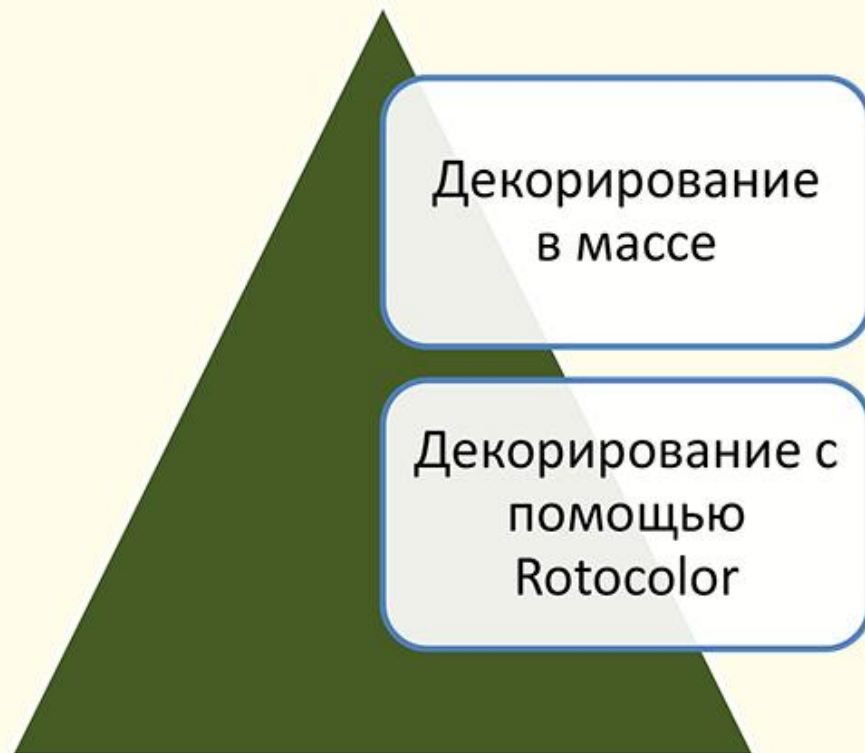 Декорирование
в массе
Декорирование с
помощью
Rotocolor